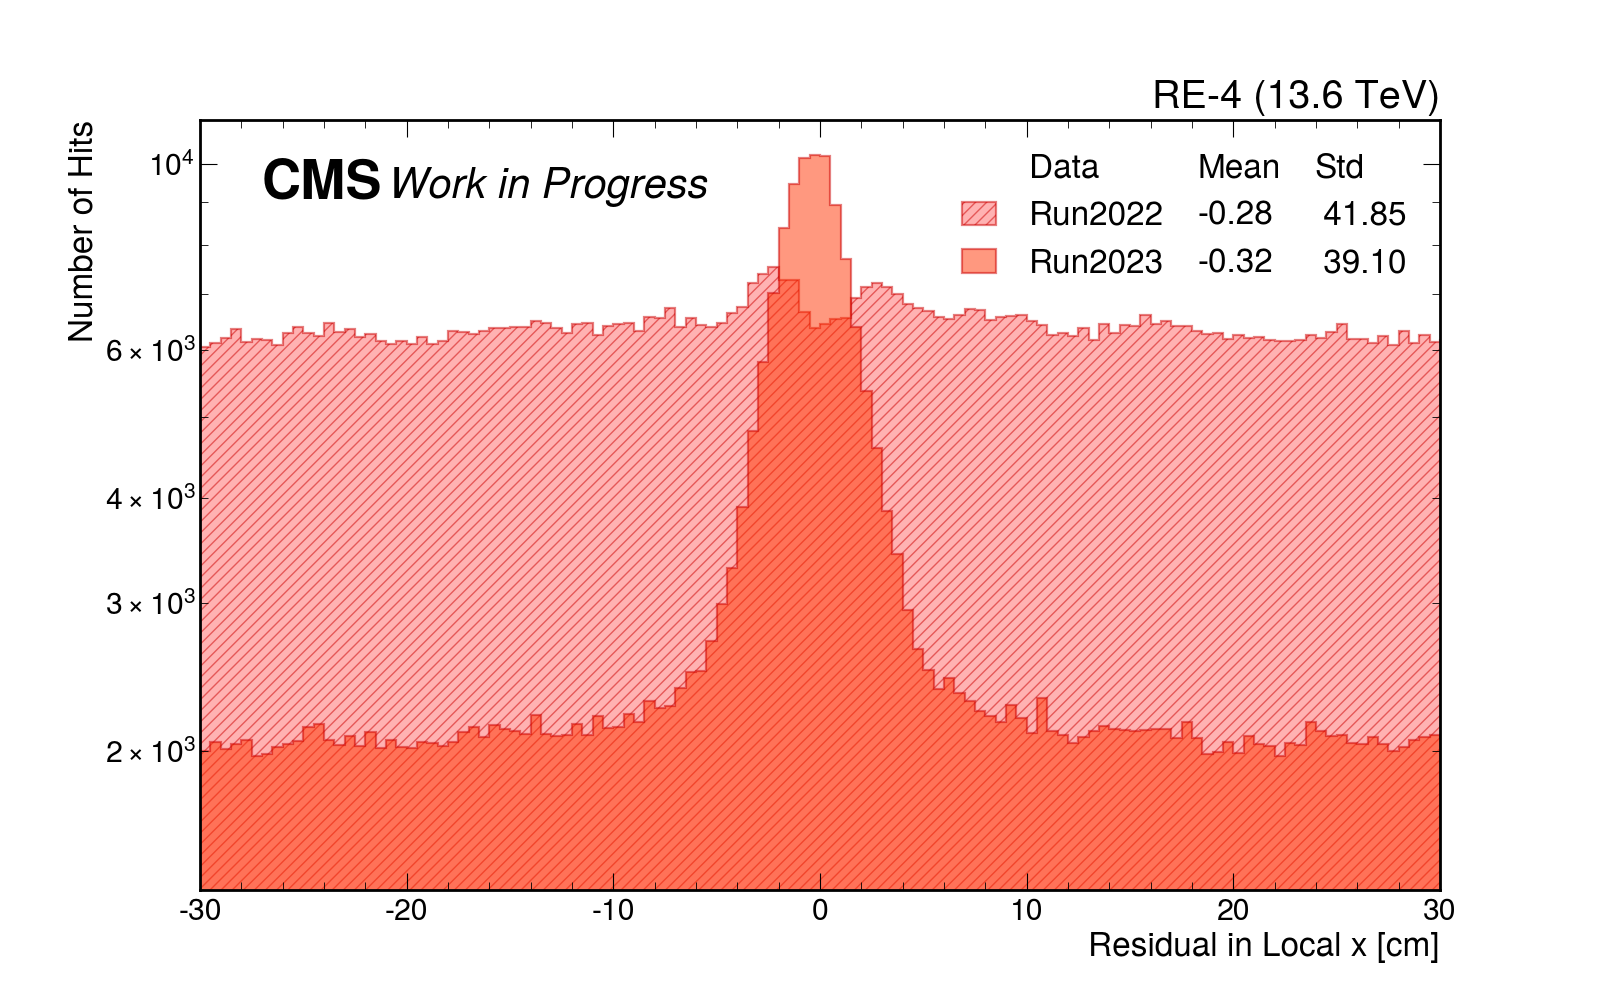 RE-4 (13.6 TeV)
Number of Hits
CMS Work in Progress
Data Mean Std
Run2022 -0.28 41.85
Run2023 -0.32 39.10
10⁴
6 × 10³
4 × 10³
3 × 10³
2 × 10³
-30 -20 -10 0 10 20 30
Residual in Local x [cm]